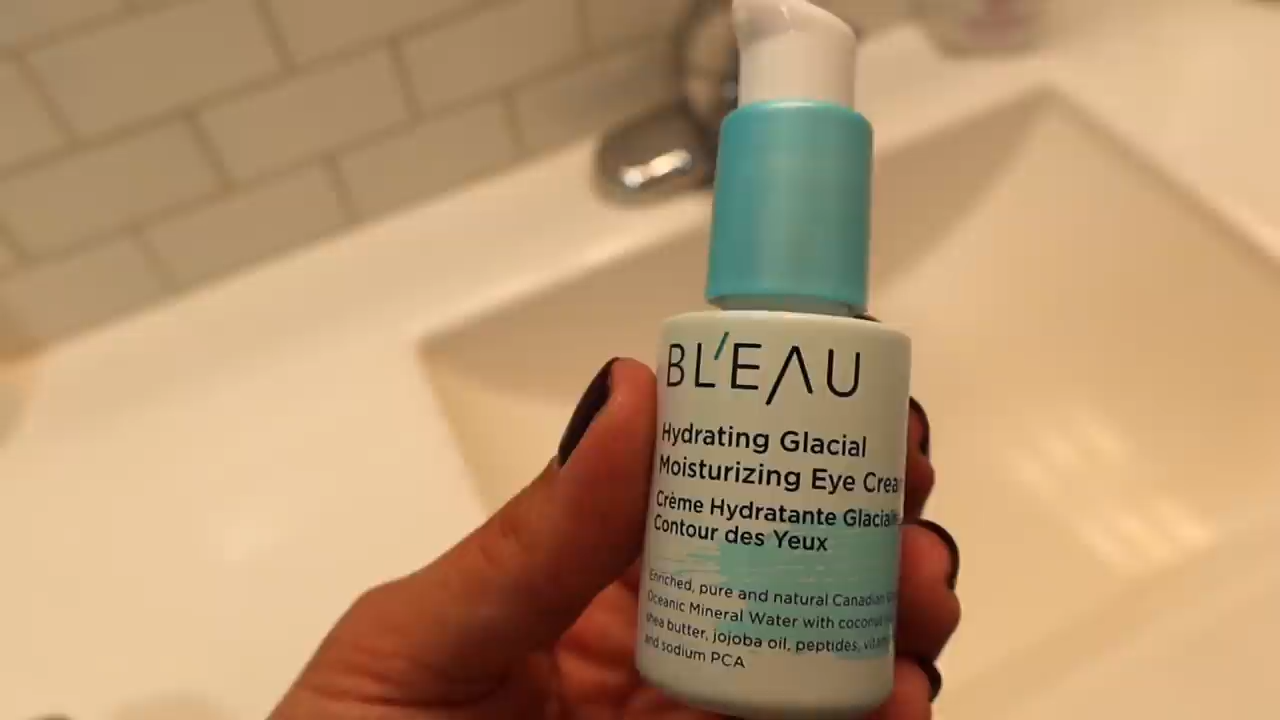 BL'EAU
Hydrating Glacial
Moisturizing Eye
Crème Hydratante
Contour des Yeux
Enriched, pure and natural Canadian
Oceanic Mineral Water with coconut
shea butter, jojoba oil, peptides,
and sodium PCA